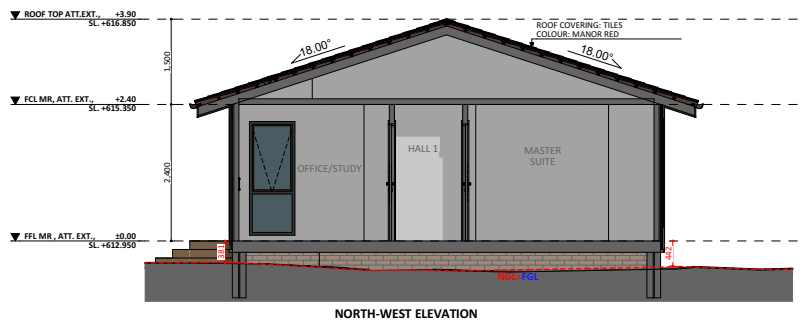 ROOF TOP ATT.EXT., +3.90
SL. +616.850
ROOF COVERING: TILES
COLOUR: MANOR RED
18.00°
18.00°
1,500
FCL MR, ATT. EXT., +2.40
SL. +615.350
2,400
OFFICE/STUDY
HALL 1
MASTER
SUITE
FFL MR , ATT. EXT., ±0.00
SL. +612.950
381
442
NGL=FGL
NORTH-WEST ELEVATION